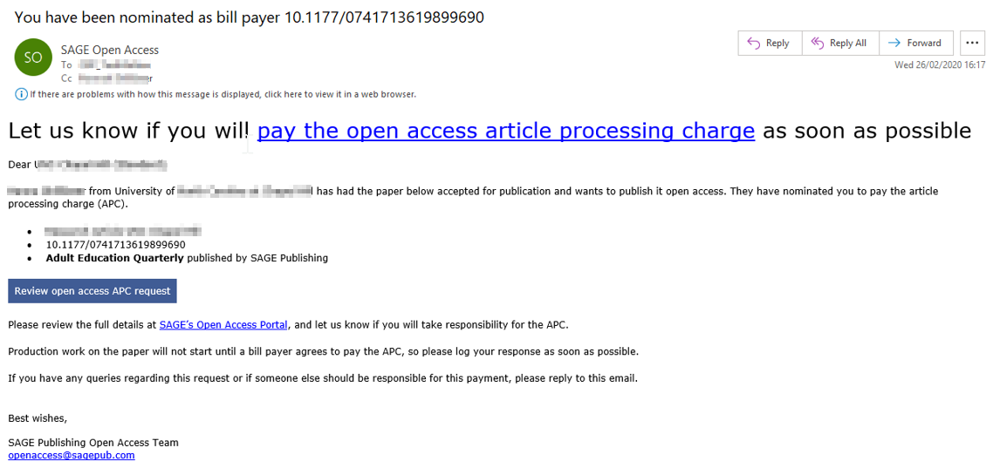 You have been nominated as bill payer 10.1177/0741713619899690
SO
SAGE Open Access
Reply
Reply All
Forward
To
Cc
Wed 26/02/2020 16:17
If there are problems with how this message is displayed, click here to view it in a web browser.
Let us know if you will pay the open access article processing charge as soon as possible
Dear
from University of has had the paper below accepted for publication and wants to publish it open access. They have nominated you to pay the article
processing charge (APC).
• 10.1177/0741713619899690
• Adult Education Quarterly published by SAGE Publishing
Review open access APC request
Please review the full details at SAGE’s Open Access Portal, and let us know if you will take responsibility for the APC.
Production work on the paper will not start until a bill payer agrees to pay the APC, so please log your response as soon as possible.
If you have any queries regarding this request or if someone else should be responsible for this payment, please reply to this email.
Best wishes,
SAGE Publishing Open Access Team
openaccess@sagepub.com